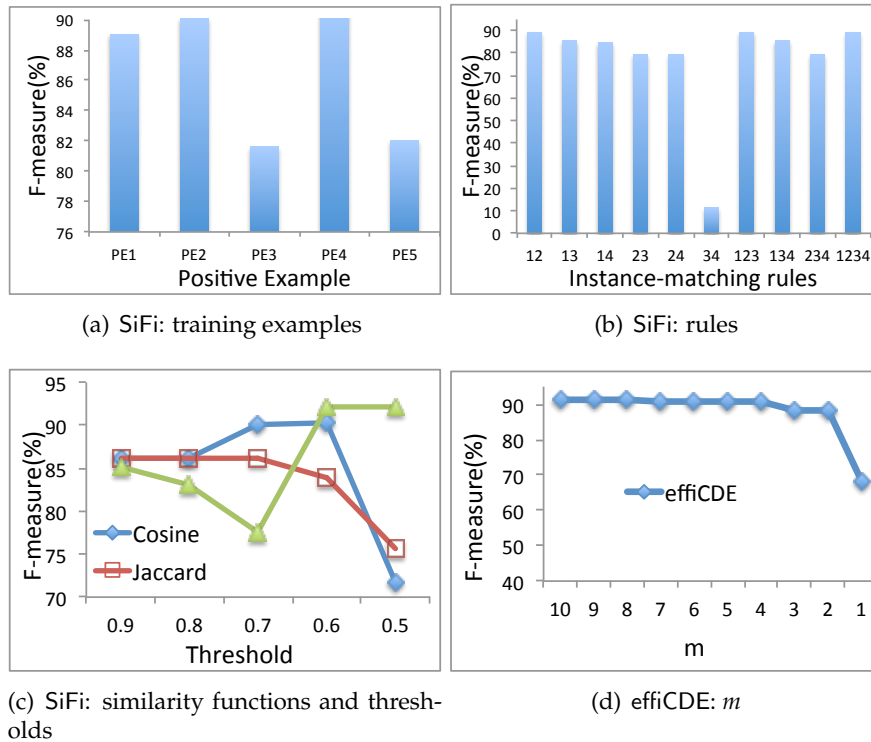 90
88
86
84
82
80
78
76
F-measure(%)
PE1 PE2 PE3 PE4 PE5
Positive Example
(a) SiFi: training examples
90
80
70
60
50
40
30
20
10
0
F-measure(%)
12 13 14 23 24 34 123 134 234 1234
Instance-matching rules
(b) SiFi: rules
95
90
85
80
75
70
F-measure(%)
Cosine
Jaccard
0.9 0.8 0.7 0.6 0.5
Threshold
(c) SiFi: similarity functions and thresh-
olds
90
80
70
60
50
40
F-measure(%)
effiCDE
10 9 8 7 6 5 4 3 2 1
m
(d) effiCDE: m